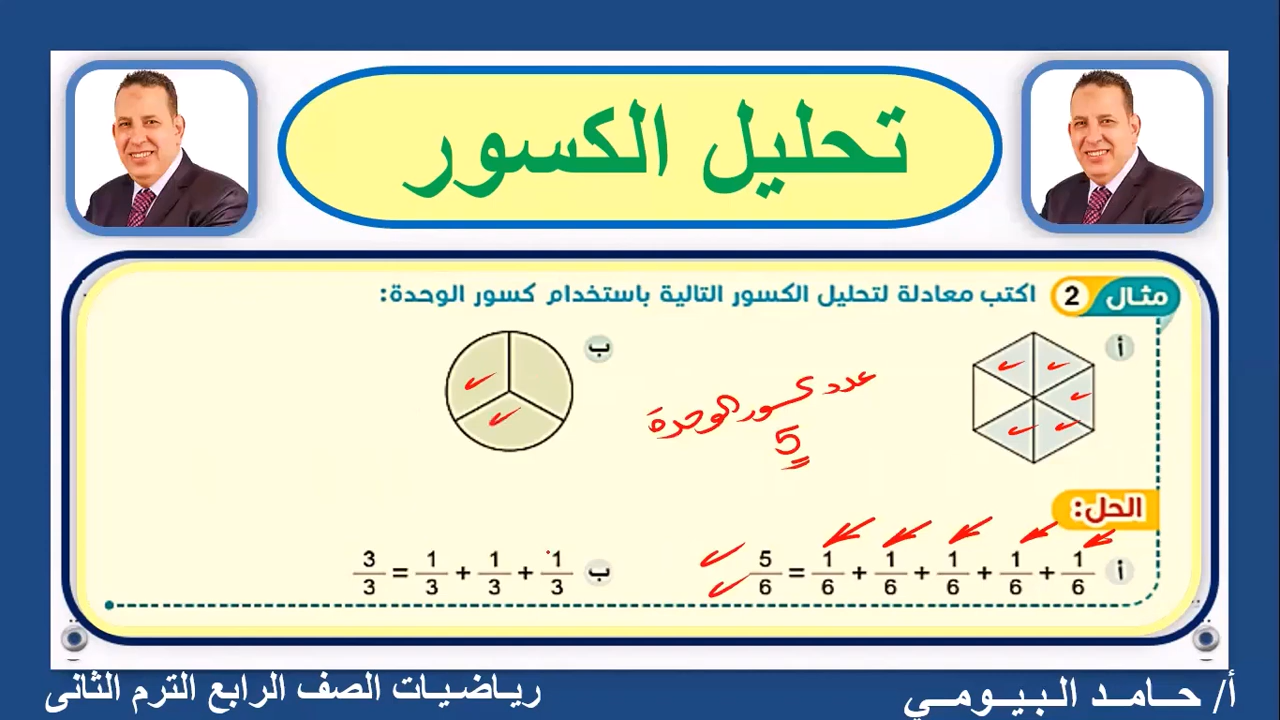 تحليل الكسور
مثال 2 اكتب معادلة لتحليل الكسور التالية باستخدام كسور الوحدة:
أ
ب
عدد كسور الوحدة
5
الحل:
أ 1/6 + 1/6 + 1/6 + 1/6 + 1/6 = 5/6
ب 1/3 + 1/3 + 1/3 = 3/3
أ/ حامد البيومي
رياضيات الصف الرابع الترم الثانى